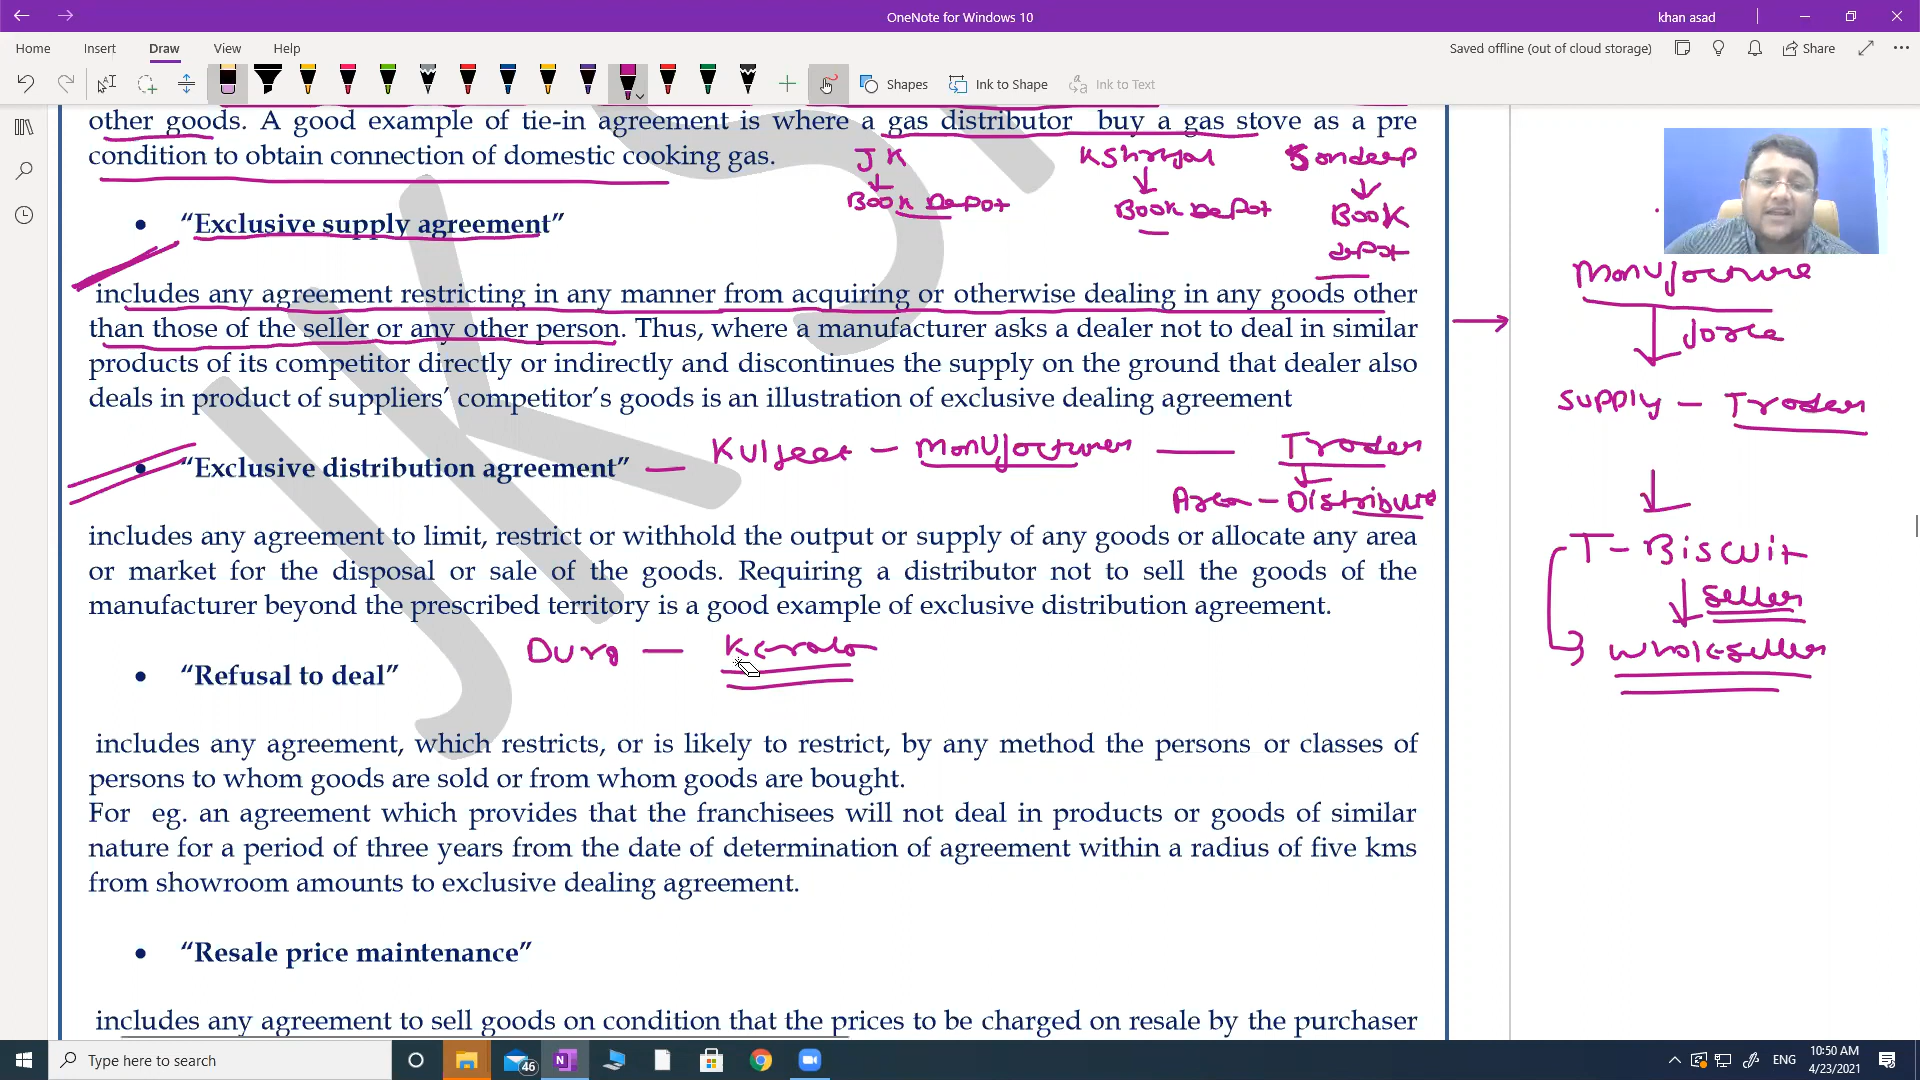 OneNote for Windows 10
khan asad
Home Insert Draw View Help
Saved offline (out of cloud storage)
Share
Shapes
Ink to Shape
Ink to Text
other goods. A good example of tie-in agreement is where a gas distributor buy a gas stove as a pre
condition to obtain connection of domestic cooking gas.
JK
Book Depot
Book Depot
Sandeep
Book
Depot
• “Exclusive supply agreement”
includes any agreement restricting in any manner from acquiring or otherwise dealing in any goods other
than those of the seller or any other person. Thus, where a manufacturer asks a dealer not to deal in similar
products of its competitor directly or indirectly and discontinues the supply on the ground that dealer also
deals in product of suppliers’ competitor’s goods is an illustration of exclusive dealing agreement
• “Exclusive distribution agreement” — Kuljeet — Manufacturer — Trader
Area — Distribute
includes any agreement to limit, restrict or withhold the output or supply of any goods or allocate any area
or market for the disposal or sale of the goods. Requiring a distributor not to sell the goods of the
manufacturer beyond the prescribed territory is a good example of exclusive distribution agreement.
Durg — Kerala
• “Refusal to deal”
includes any agreement, which restricts, or is likely to restrict, by any method the persons or classes of
persons to whom goods are sold or from whom goods are bought.
For eg. an agreement which provides that the franchisees will not deal in products or goods of similar
nature for a period of three years from the date of determination of agreement within a radius of five kms
from showroom amounts to exclusive dealing agreement.
• “Resale price maintenance”
includes any agreement to sell goods on condition that the prices to be charged on resale by the purchaser
Manufacture
force
Supply — Trader
T — Biscuit
Seller
Wholeseller
Type here to search
46
ENG
10:50 AM
4/23/2021